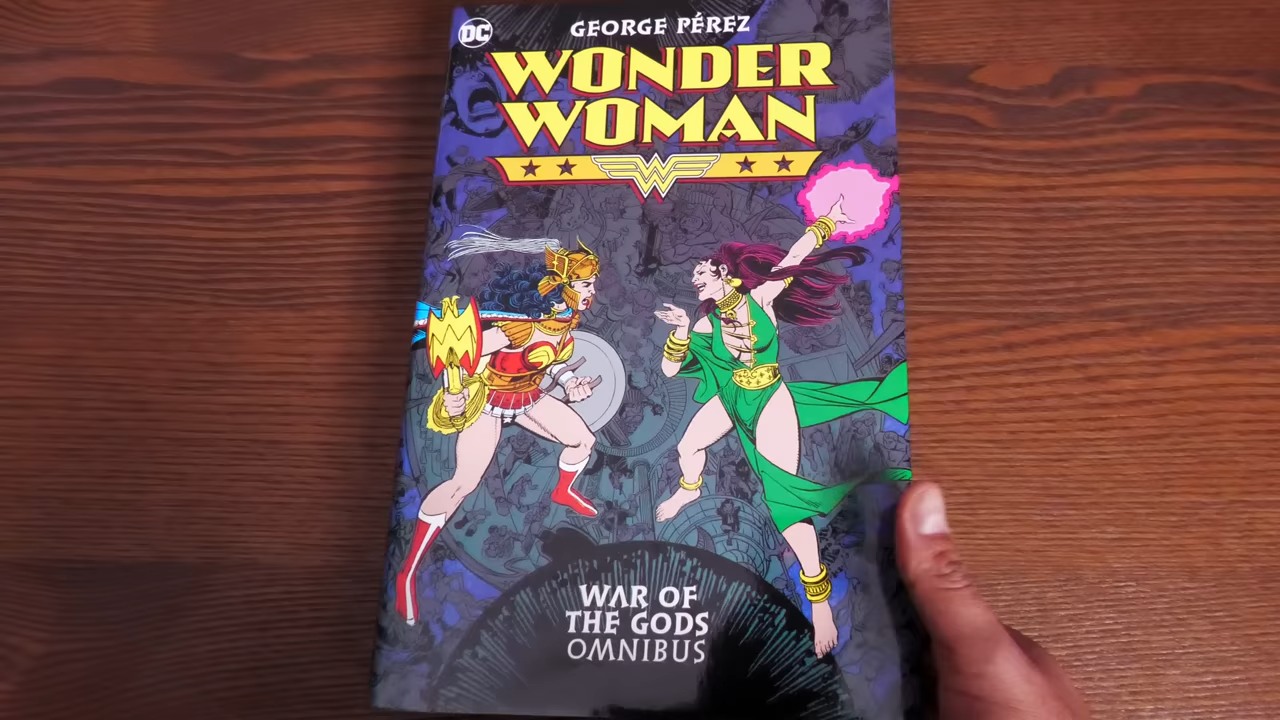 DC
GEORGE PÉREZ
WONDER
WOMAN
WAR OF
THE GODS
OMNIBUS